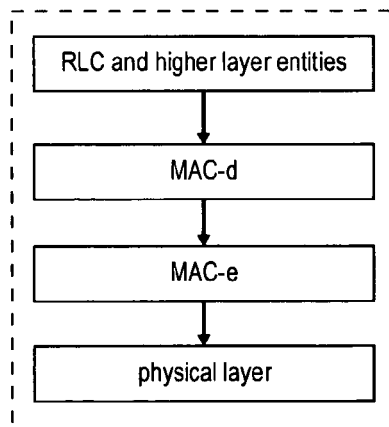 RLC and higher layer entities
MAC-d
MAC-e
physical layer